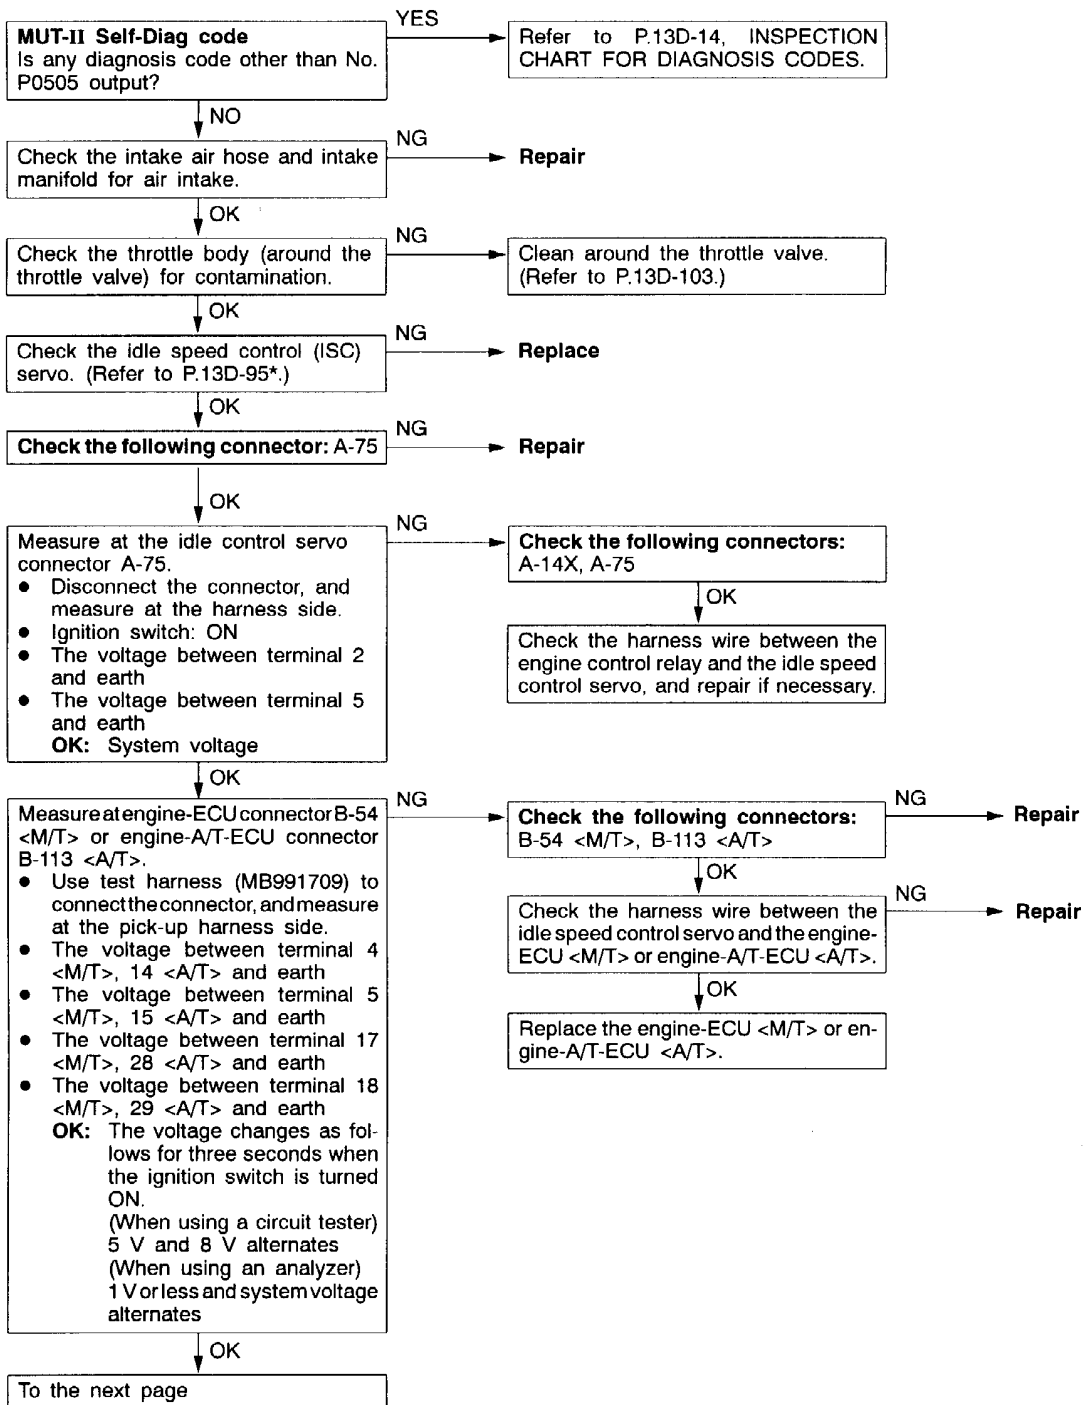 MUT-II Self-Diag code
Is any diagnosis code other than No.
P0505 output?
YES
Refer to P.13D-14, INSPECTION
CHART FOR DIAGNOSIS CODES.
NO
Check the intake air hose and intake
manifold for air intake.
NG
Repair
OK
Check the throttle body (around the
throttle valve) for contamination.
NG
Clean around the throttle valve.
(Refer to P.13D-103.)
OK
Check the idle speed control (ISC)
servo. (Refer to P.13D-95*.)
NG
Replace
OK
Check the following connector: A-75
NG
Repair
OK
Measure at the idle control servo
connector A-75.
● Disconnect the connector, and
measure at the harness side.
● Ignition switch: ON
● The voltage between terminal 2
and earth
● The voltage between terminal 5
and earth
OK: System voltage
NG
Check the following connectors:
A-14X, A-75
OK
Check the harness wire between the
engine control relay and the idle speed
control servo, and repair if necessary.
OK
Measure at engine-ECU connector B-54
<M/T> or engine-A/T-ECU connector
B-113 <A/T>.
● Use test harness (MB991709) to
connect the connector, and measure
at the pick-up harness side.
● The voltage between terminal 4
<M/T>, 14 <A/T> and earth
● The voltage between terminal 5
<M/T>, 15 <A/T> and earth
● The voltage between terminal 17
<M/T>, 28 <A/T> and earth
● The voltage between terminal 18
<M/T>, 29 <A/T> and earth
OK: The voltage changes as fol-
lows for three seconds when
the ignition switch is turned
ON.
(When using a circuit tester)
5 V and 8 V alternates
(When using an analyzer)
1 V or less and system voltage
alternates
NG
Check the following connectors:
B-54 <M/T>, B-113 <A/T>
NG
Repair
OK
Check the harness wire between the
idle speed control servo and the engine-
ECU <M/T> or engine-A/T-ECU <A/T>.
NG
Repair
OK
Replace the engine-ECU <M/T> or en-
gine-A/T-ECU <A/T>.
OK
To the next page